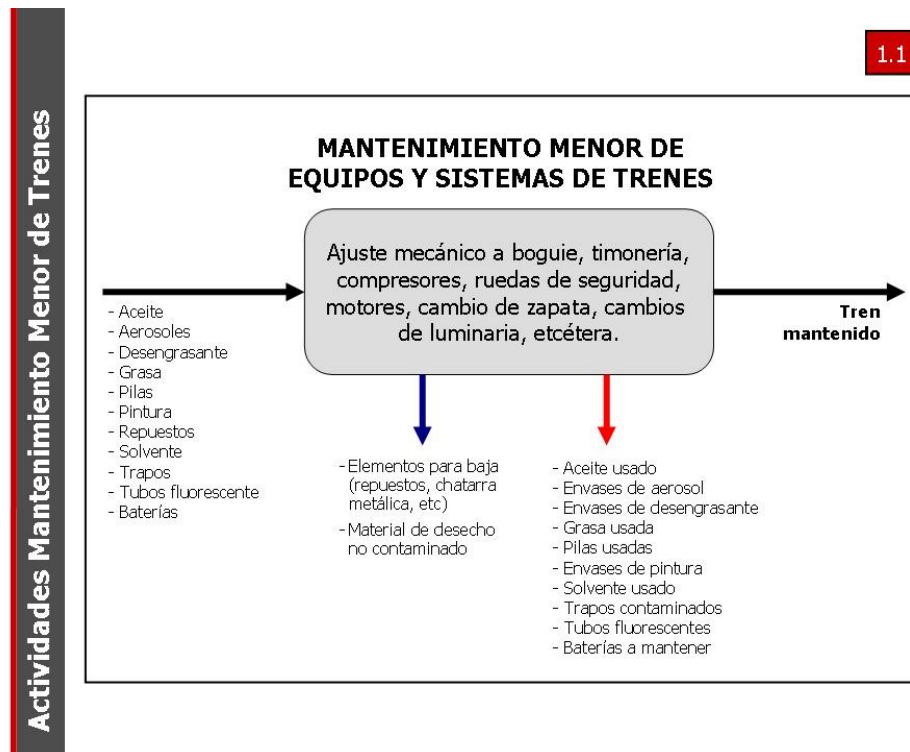 Actividades Mantenimiento Menor de Trenes
1.1
MANTENIMIENTO MENOR DE
EQUIPOS Y SISTEMAS DE TRENES
Ajuste mecánico a boguie, timonería,
compresores, ruedas de seguridad,
motores, cambio de zapata, cambios
de luminaria, etcétera.
- Aceite
- Aerosoles
- Desengrasante
- Grasa
- Pilas
- Pintura
- Repuestos
- Solvente
- Trapos
- Tubos fluorescente
- Baterías
Tren
mantenido
- Elementos para baja
(repuestos, chatarra
metálica, etc)
- Material de desecho
no contaminado
- Aceite usado
- Envases de aerosol
- Envases de desengrasante
- Grasa usada
- Pilas usadas
- Envases de pintura
- Solvente usado
- Trapos contaminados
- Tubos fluorescentes
- Baterías a mantener